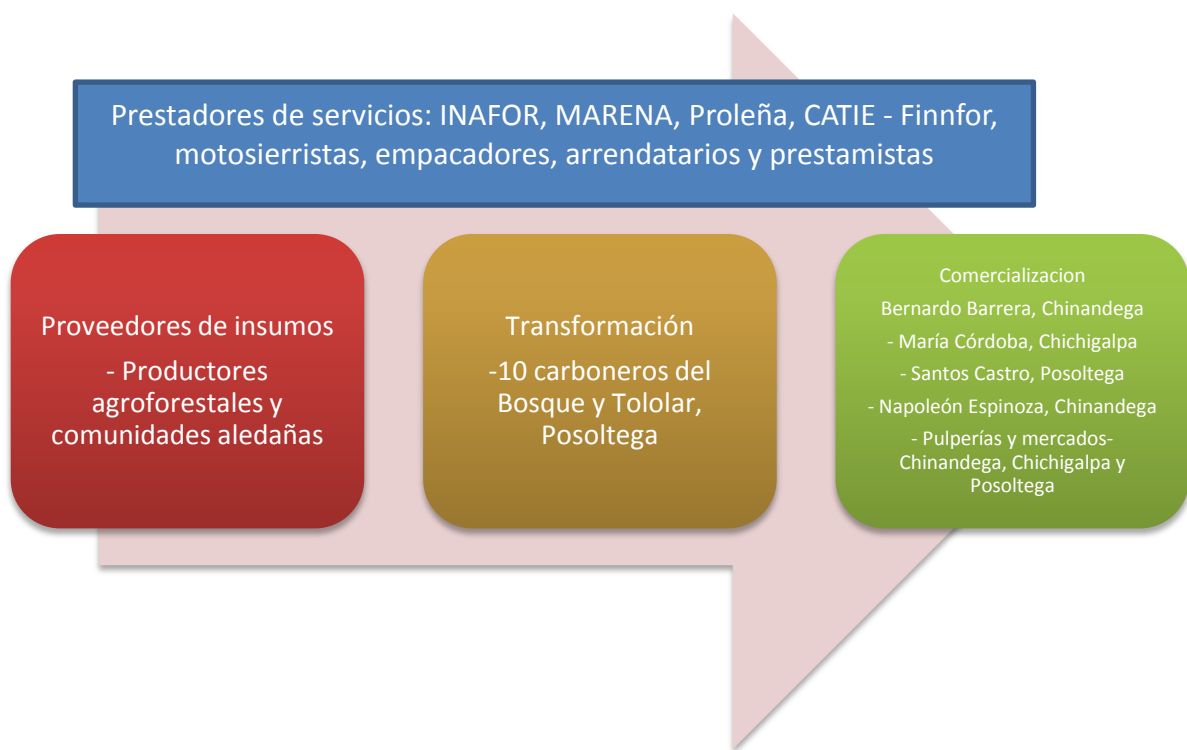 Prestadores de servicios: INAFOR, MARENA, Proleña, CATIE - Finnfor,
motosierristas, empacadores, arrendatarios y prestamistas
Proveedores de insumos
- Productores
agroforestales y
comunidades aledañas
Transformación
-10 carboneros del
Bosque y Tololar,
Posoltega
Comercializacion
Bernardo Barrera, Chinandega
- María Córdoba, Chichigalpa
- Santos Castro, Posoltega
- Napoleón Espinoza, Chinandega
- Pulperías y mercados-
Chinandega, Chichigalpa y
Posoltega